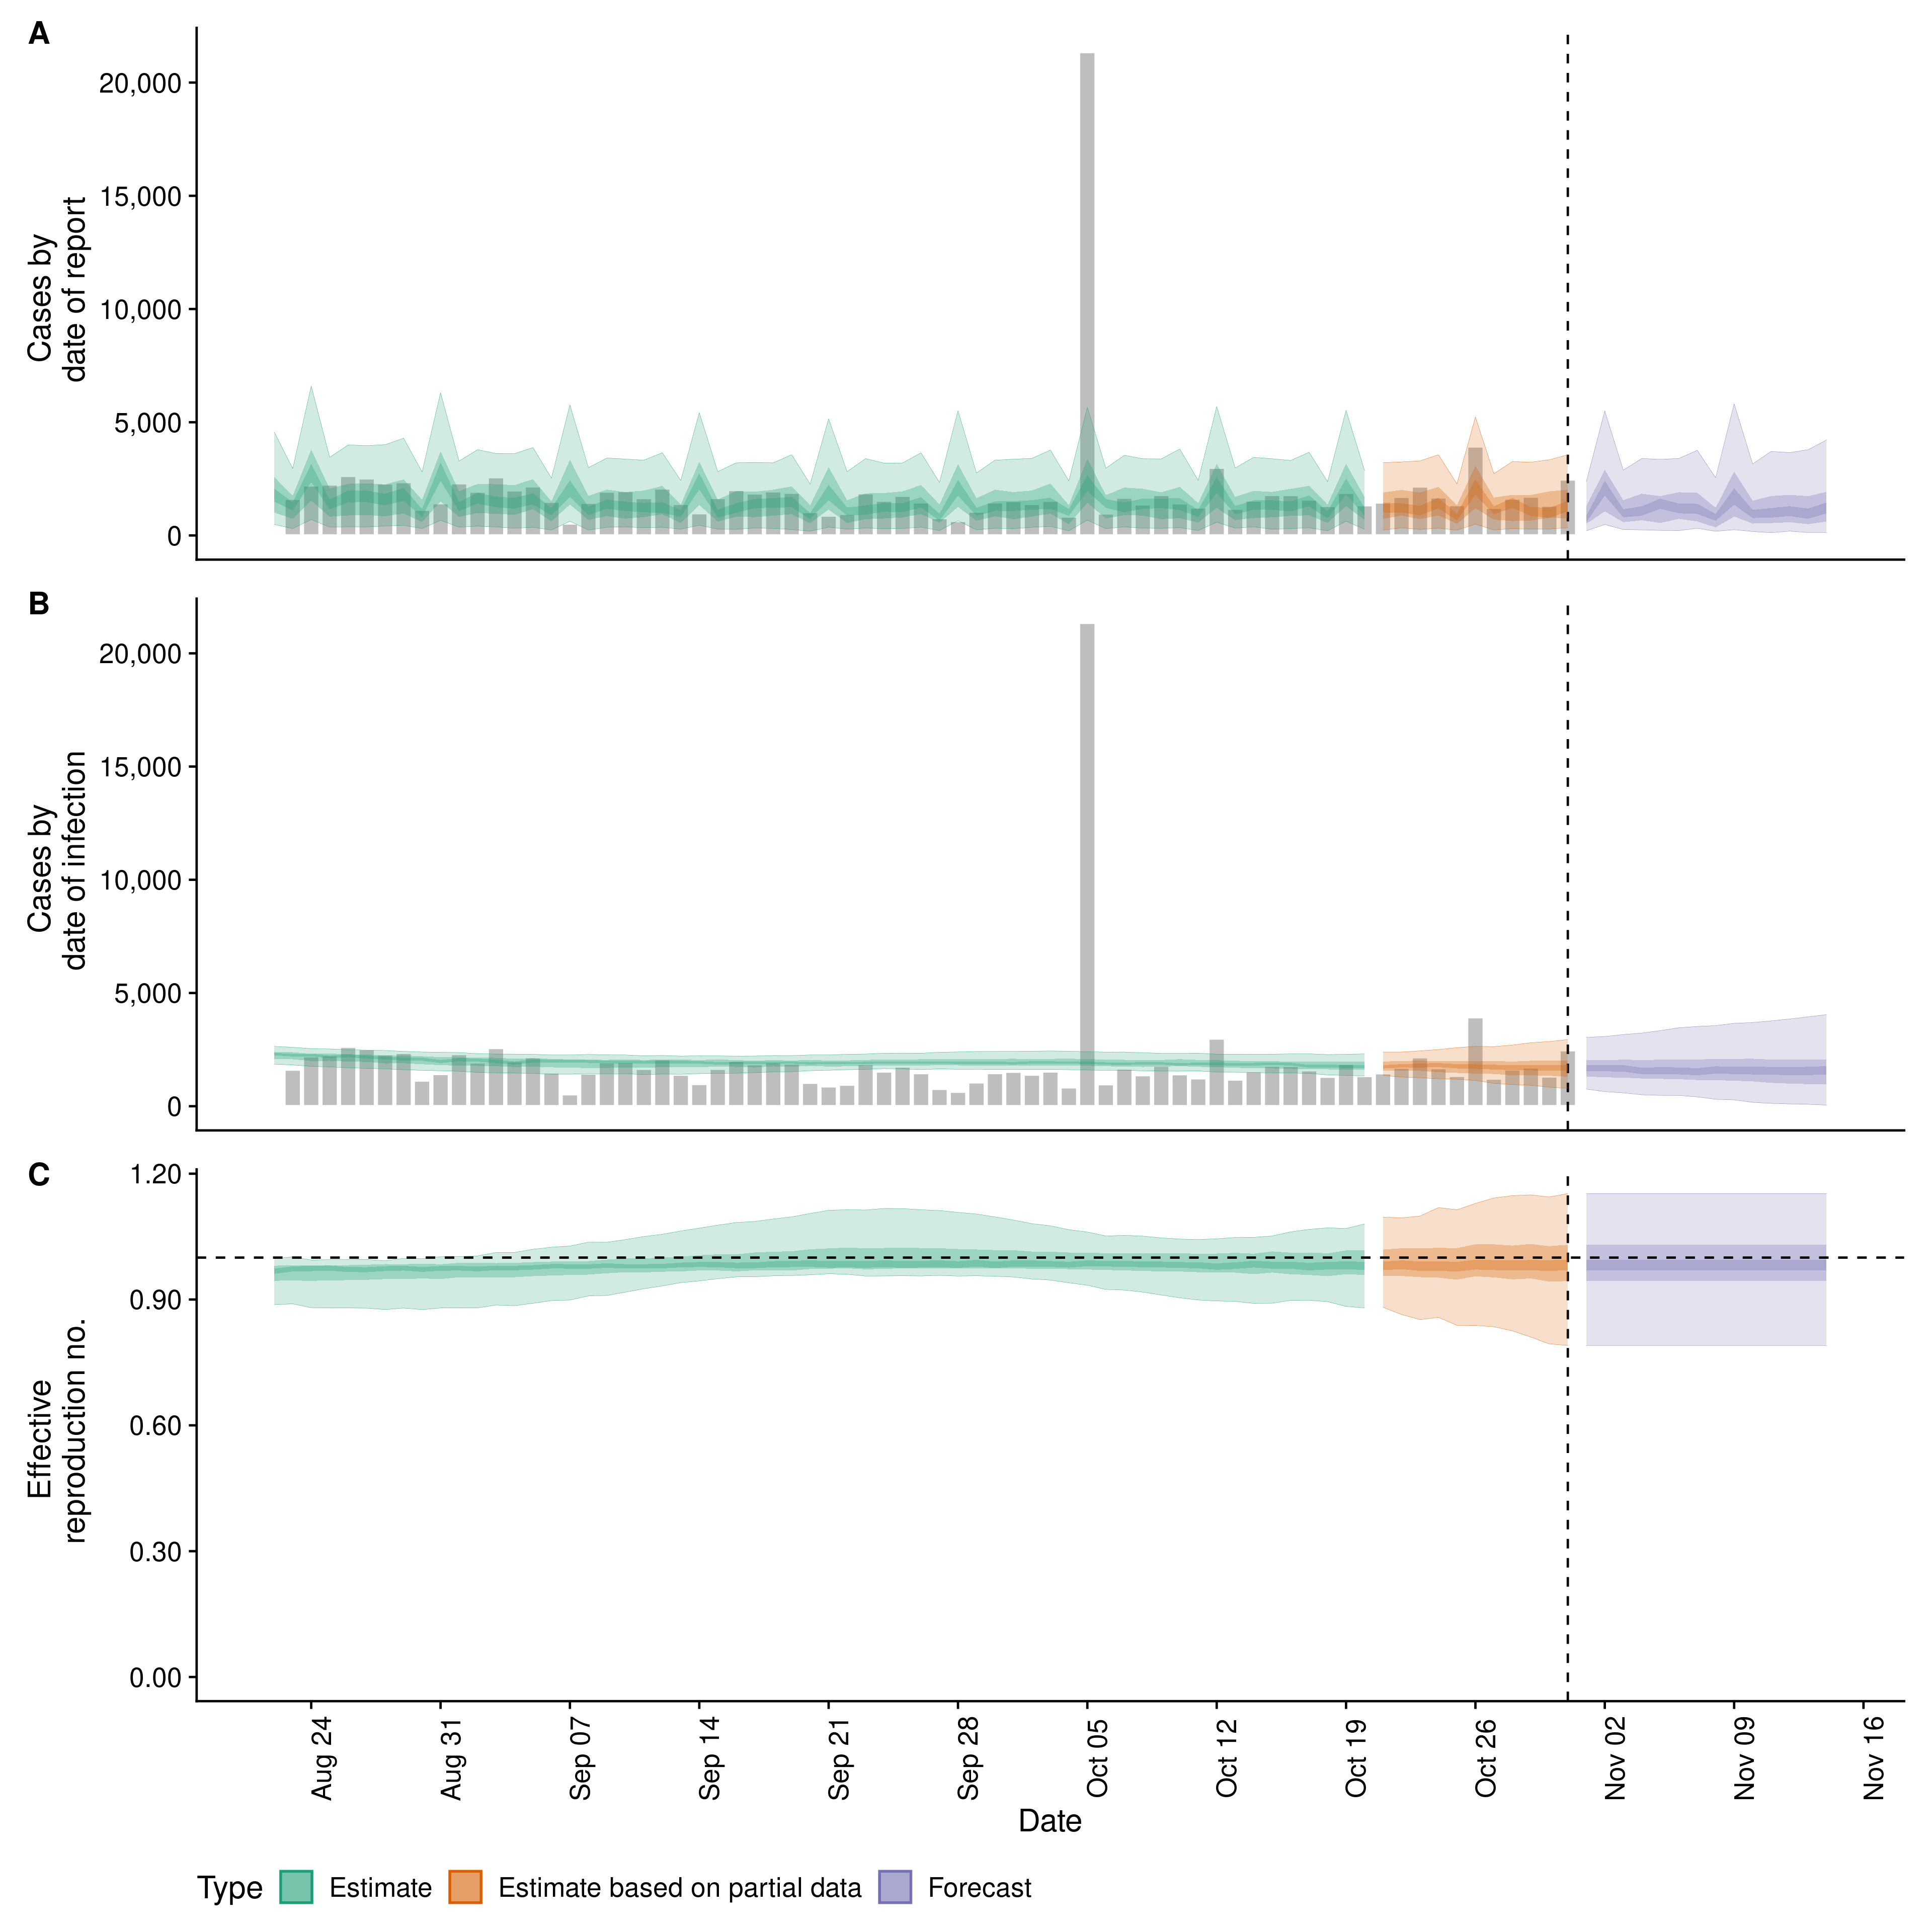 A
20,000
15,000
10,000
5,000
0
Cases by
date of report
B
20,000
15,000
10,000
5,000
0
Cases by
date of infection
C
1.20
0.90
0.60
0.30
0.00
Effective
reproduction no.
Aug 24
Aug 31
Sep 07
Sep 14
Sep 21
Sep 28
Oct 05
Oct 12
Oct 19
Oct 26
Nov 02
Nov 09
Nov 16
Date
Type Estimate Estimate based on partial data Forecast